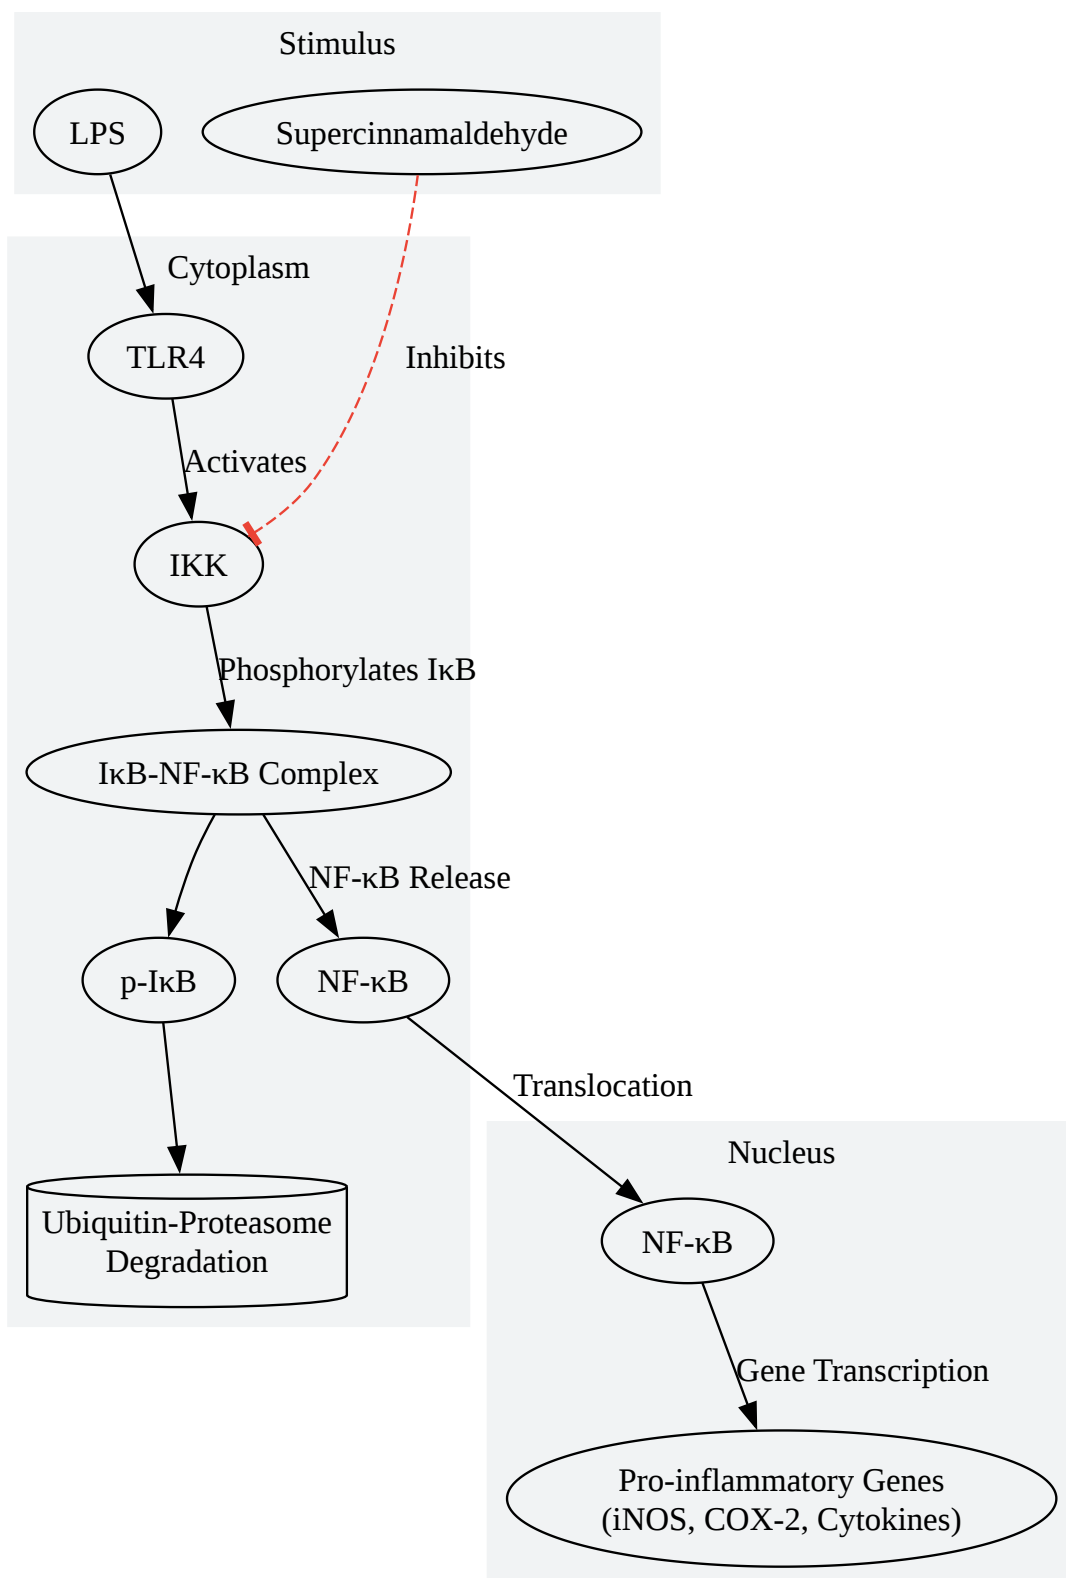 Stimulus
LPS
Supercinnamaldehyde
Cytoplasm
TLR4
Inhibits
Activates
IKK
Phosphorylates IκB
IκB-NF-κB Complex
NF-κB Release
p-IκB
NF-κB
Translocation
Nucleus
Ubiquitin-Proteasome
Degradation
NF-κB
Gene Transcription
Pro-inflammatory Genes
(iNOS, COX-2, Cytokines)